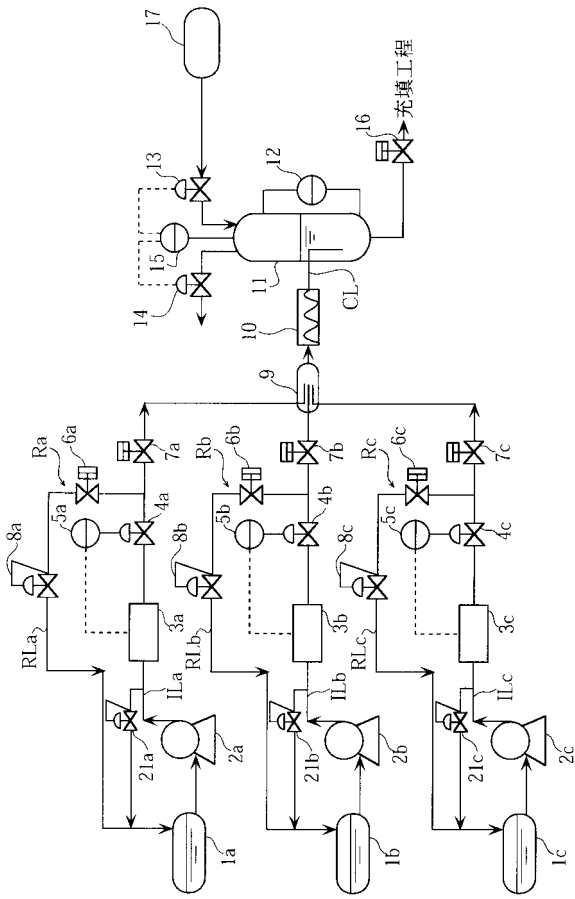 17
13
15
14
12
16
充填工程
11
CL
10
9
Ra
6a
5a
8a
4a
7a
RLa
3a
ILa
21a
2a
1a
Rb
6b
5b
8b
4b
7b
RLb
3b
ILb
21b
2b
1b
Rc
6c
5c
8c
4c
7c
RLc
3c
ILc
21c
2c
1c